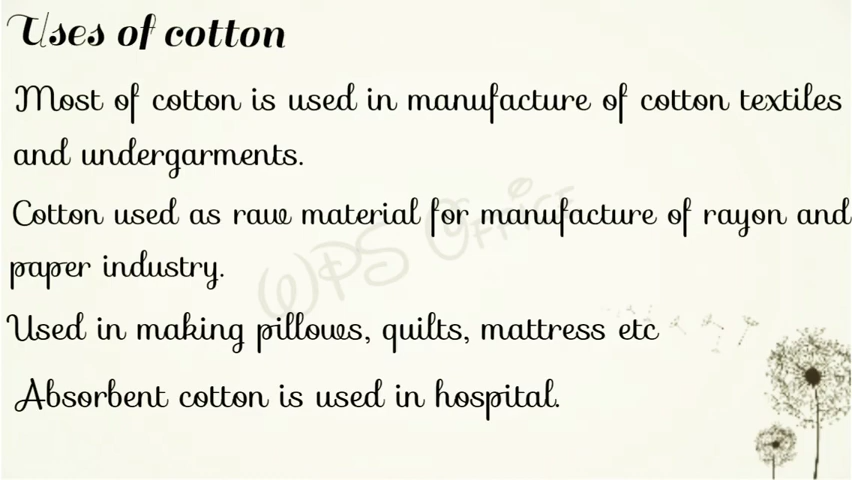 Uses of cotton
Most of cotton is used in manufacture of cotton textiles
and undergarments.
Cotton used as raw material for manufacture of rayon and
paper industry.
WPS Office
Used in making pillows, quilts, mattress etc
Absorbent cotton is used in hospital.